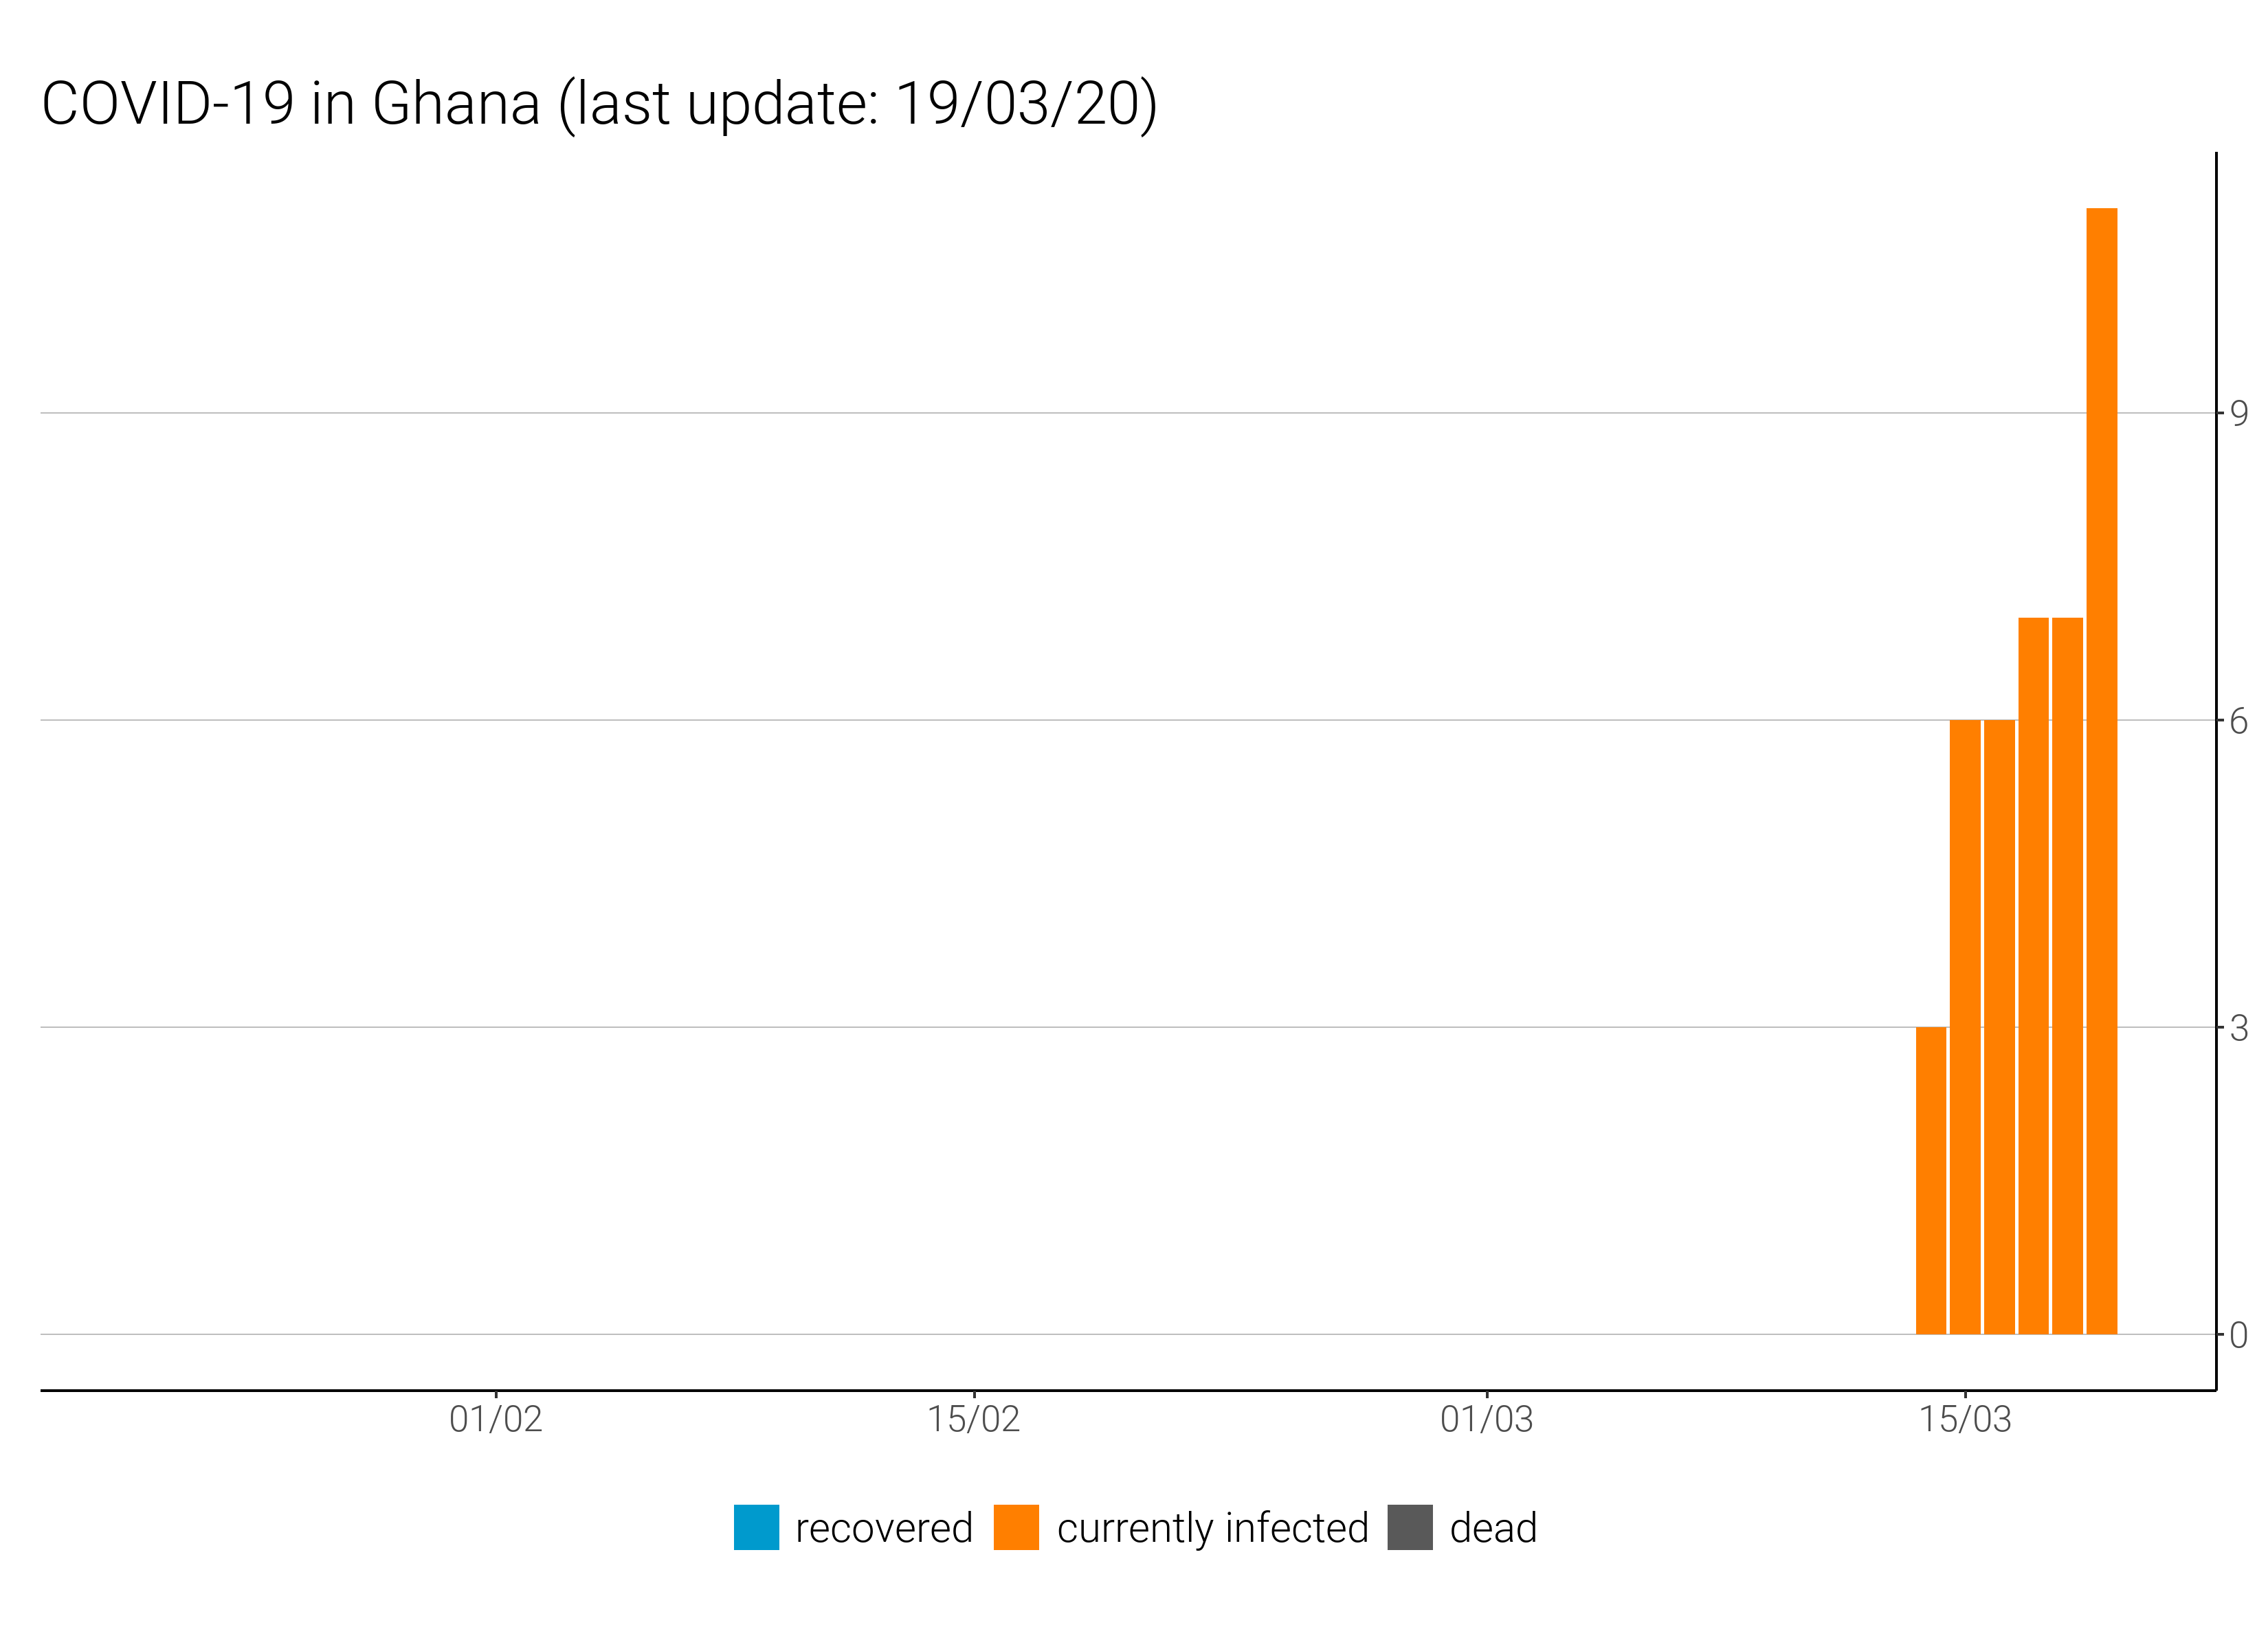 COVID-19 in Ghana (last update: 19/03/20)
9
6
3
0
01/02 15/02 01/03 15/03
recovered currently infected dead